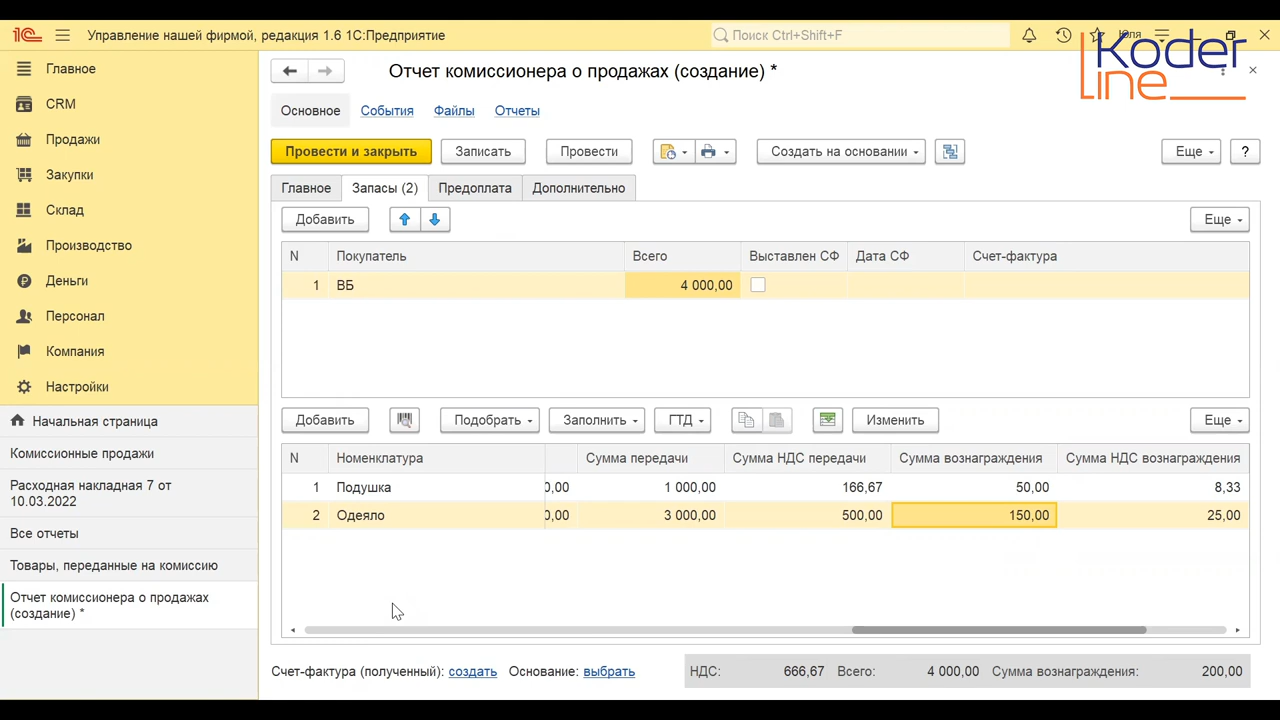 1С Управление нашей фирмой, редакция 1.6 1С:Предприятие Поиск Ctrl+Shift+F Юля
Koder
line
Главное
CRM
Продажи
Закупки
Склад
Производство
Деньги
Персонал
Компания
Настройки
Начальная страница
Комиссионные продажи
Расходная накладная 7 от
10.03.2022
Все отчеты
Товары, переданные на комиссию
Отчет комиссионера о продажах
(создание) *
Отчет комиссионера о продажах (создание) *
Основное События Файлы Отчеты
Провести и закрыть Записать Провести Создать на основании Еще ?
Главное Запасы (2) Предоплата Дополнительно
Добавить Еще
N Покупатель Всего Выставлен СФ Дата СФ Счет-фактура
1 ВБ 4 000,00
Добавить Подобрать Заполнить ГТД Изменить Еще
N Номенклатура Сумма передачи Сумма НДС передачи Сумма вознаграждения Сумма НДС вознаграждения
1 Подушка 0,00 1 000,00 166,67 50,00 8,33
2 Одеяло 0,00 3 000,00 500,00 150,00 25,00
Счет-фактура (полученный): создать Основание: выбрать НДС: 666,67 Всего: 4 000,00 Сумма вознаграждения: 200,00